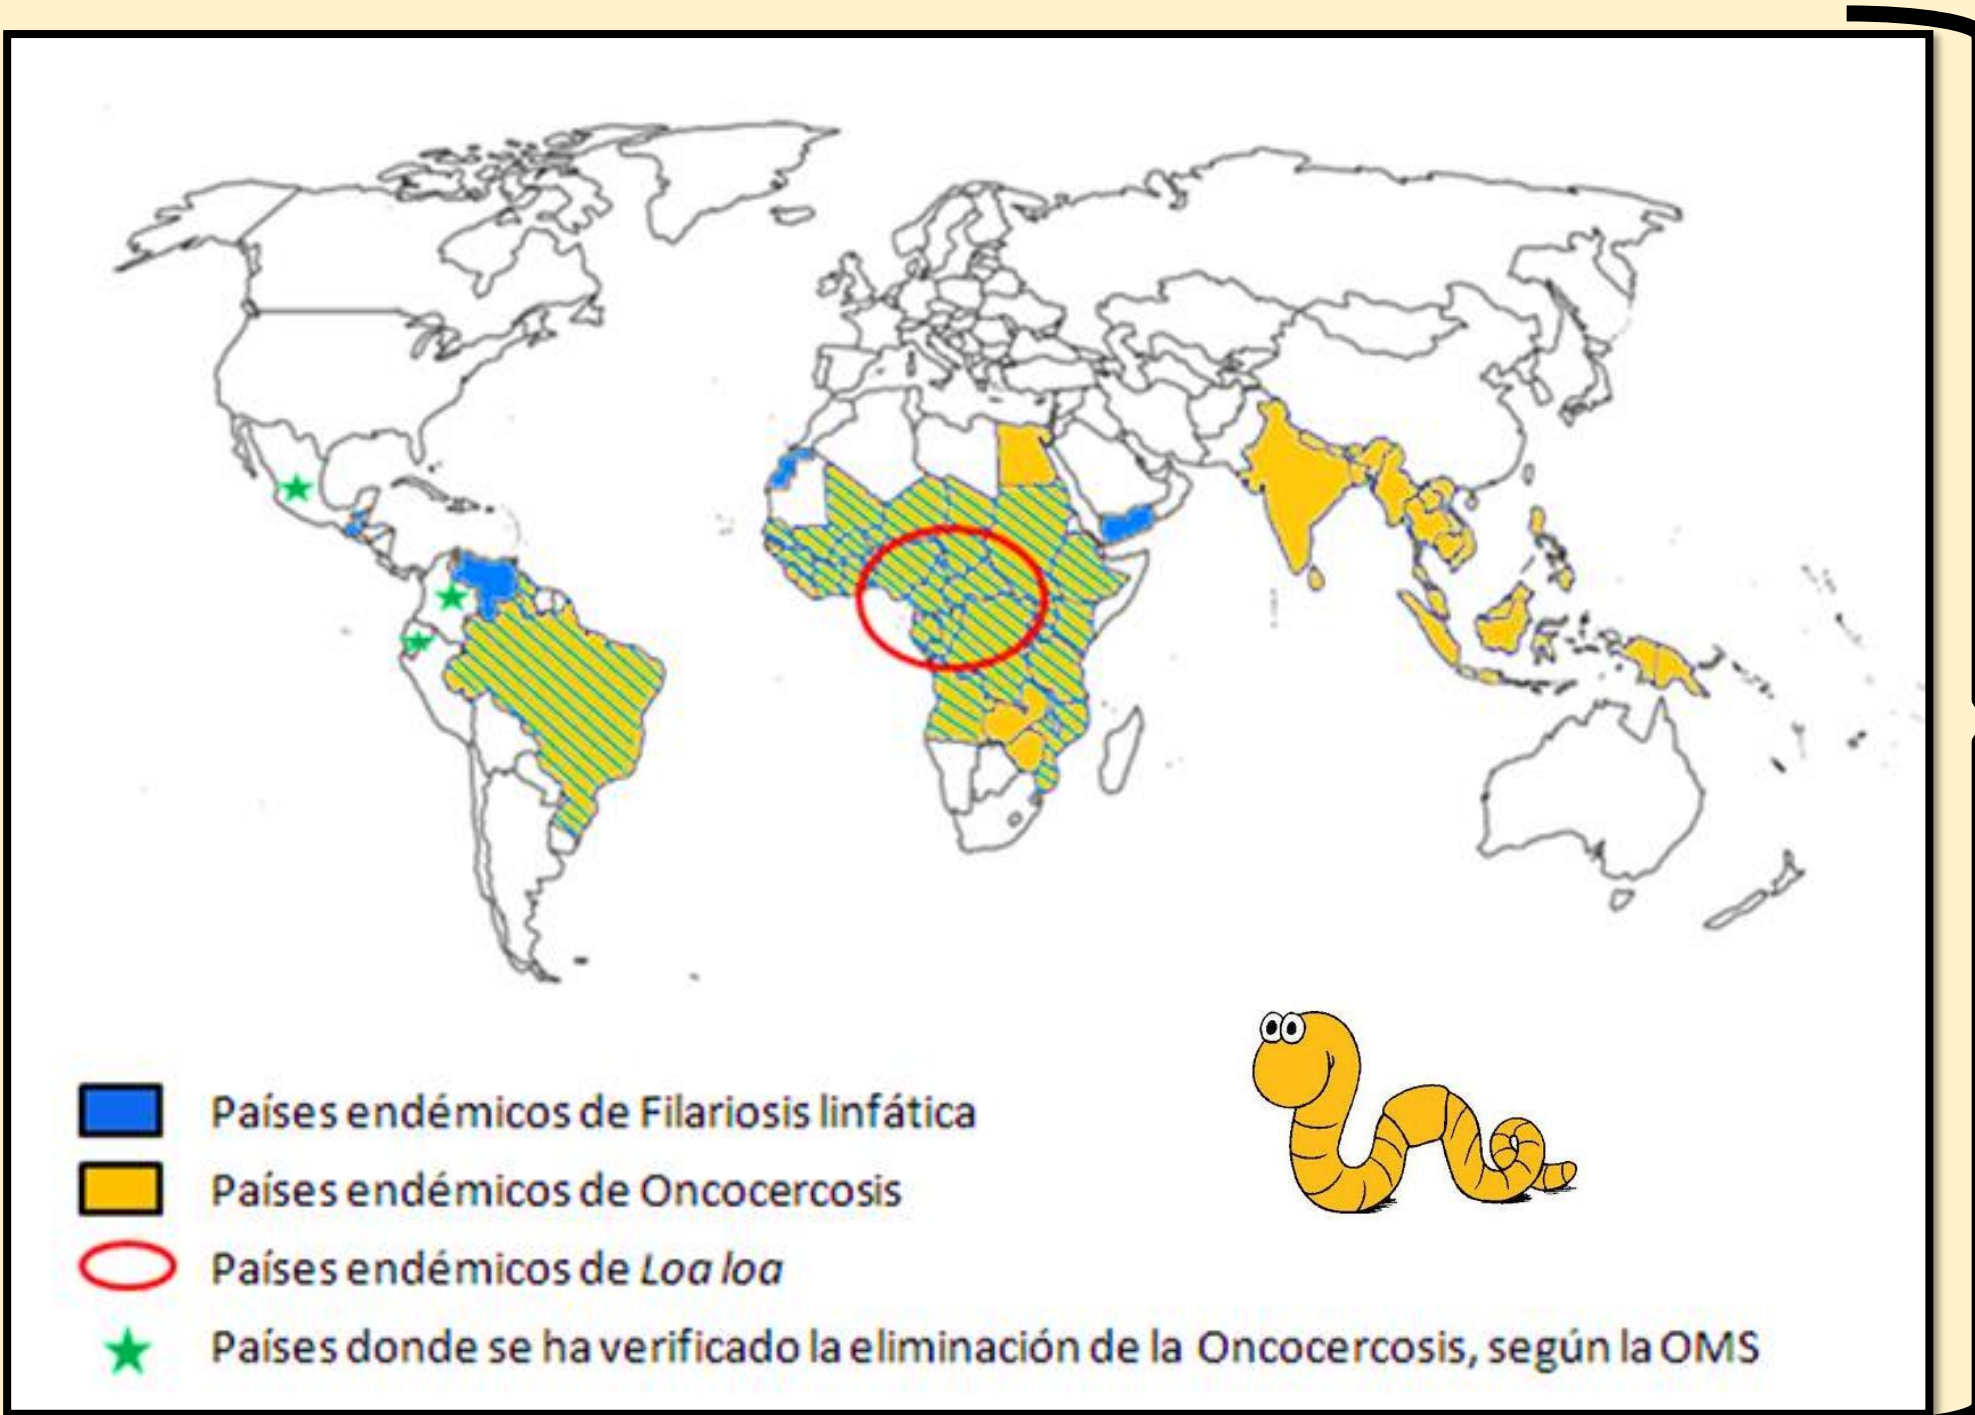 Países endémicos de Filariosis linfática
Países endémicos de Oncocercosis
Países endémicos de Loa loa
Países donde se ha verificado la eliminación de la Oncocercosis, según la OMS